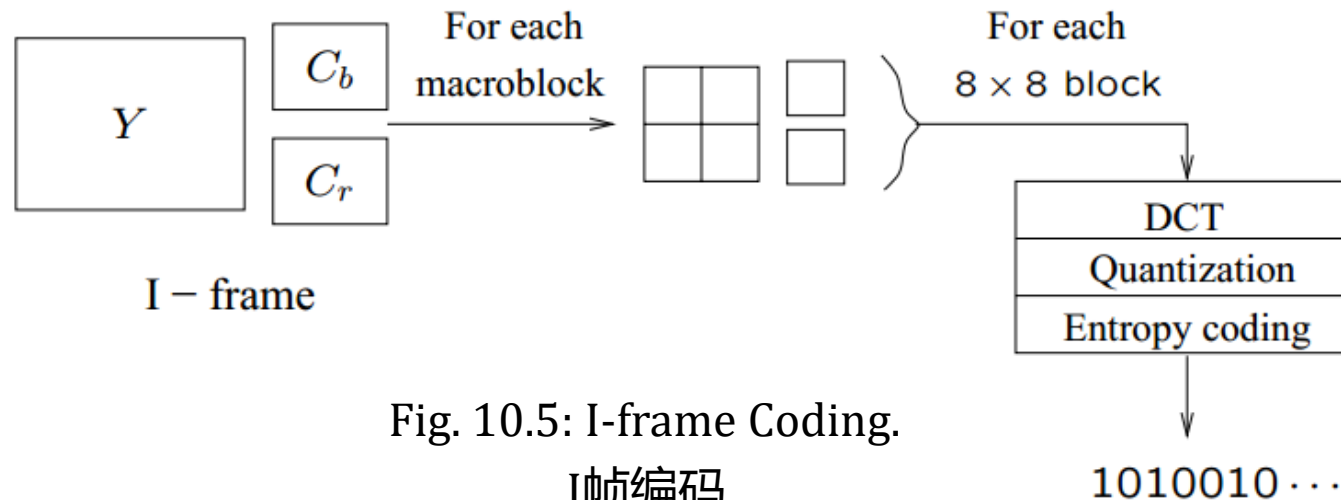 Y
C_b
C_r
I – frame
For each
macroblock
For each
8 × 8 block
DCT
Quantization
Entropy coding
1010010 · · ·
Fig. 10.5: I-frame Coding.
I帧编码